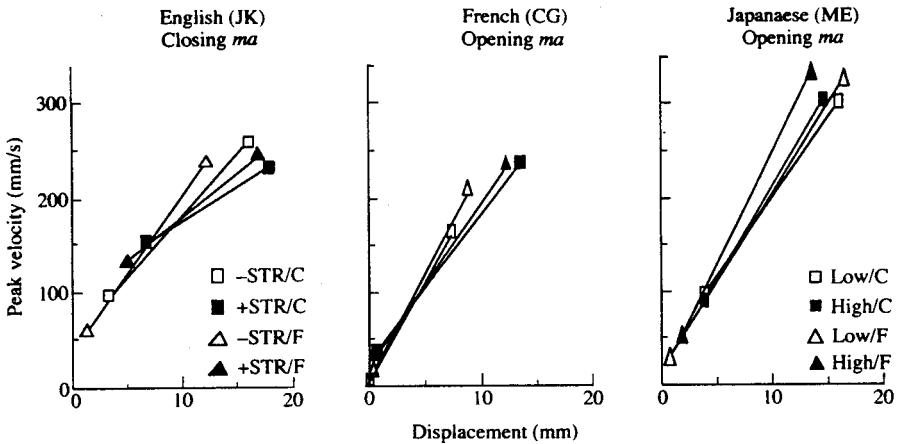 English (JK)
Closing ma
French (CG)
Opening ma
Japanaese (ME)
Opening ma
Peak velocity (mm/s)
300
200
100
0
–STR/C
+STR/C
–STR/F
+STR/F
Low/C
High/C
Low/F
High/F
0 10 20
0 10 20
0 10 20
Displacement (mm)